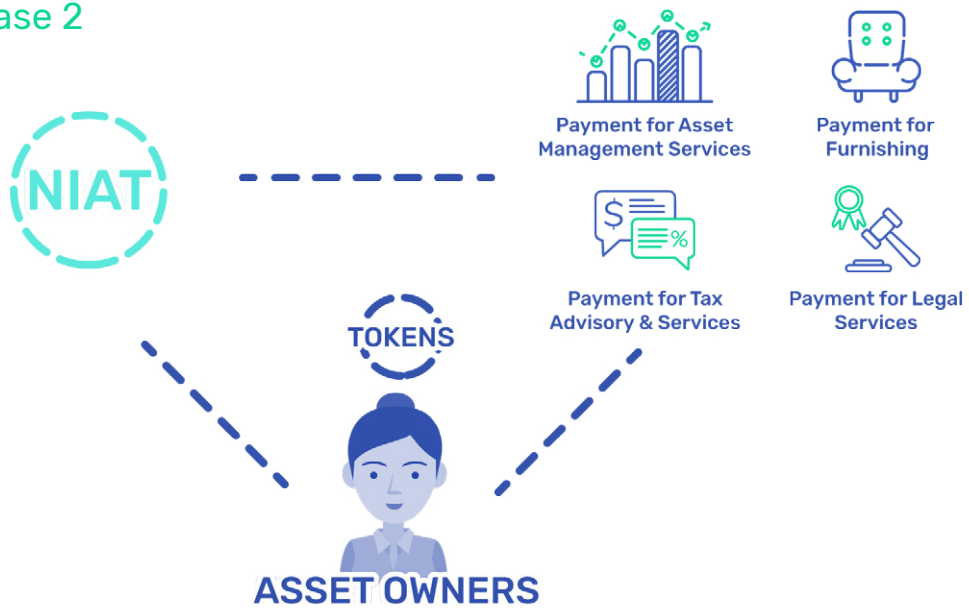 ase 2
NIAT
Payment for Asset
Management Services
Payment for
Furnishing
$
%
Payment for Tax
Advisory & Services
Payment for Legal
Services
TOKENS
ASSET OWNERS